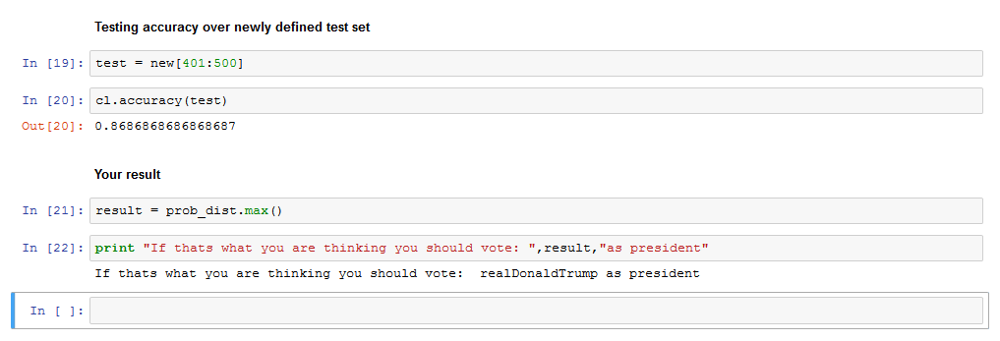 Testing accuracy over newly defined test set
In [19]: test = new[401:500]
In [20]: cl.accuracy(test)
Out[20]: 0.8686868686868687
Your result
In [21]: result = prob_dist.max()
In [22]: print "If thats what you are thinking you should vote: ",result,"as president"
If thats what you are thinking you should vote:  realDonaldTrump as president
In [ ]: